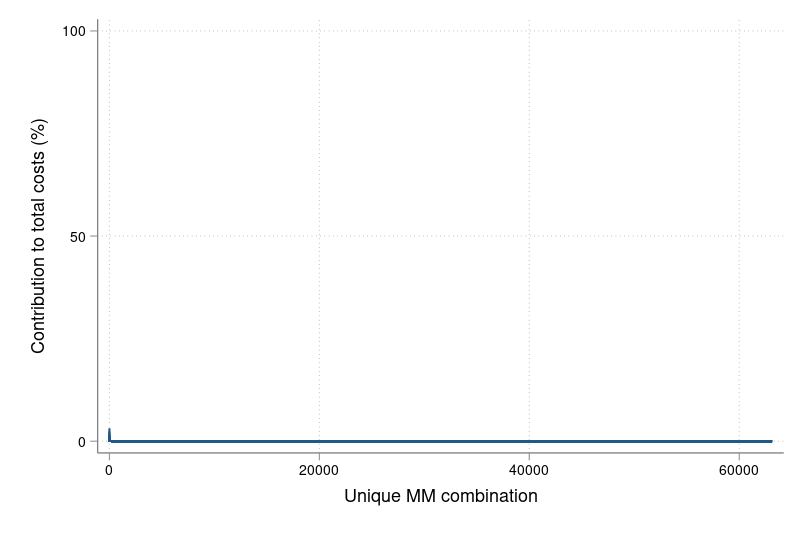 100
50
0
Contribution to total costs (%)
0 20000 40000 60000
Unique MM combination